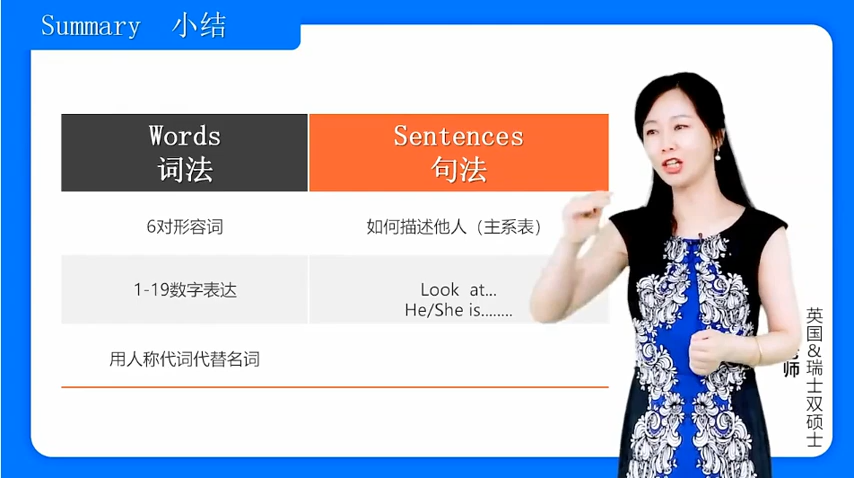 Summary 小结
Words
词法
Sentences
句法
6对形容词
如何描述他人（主系表）
1-19数字表达
Look at...
He/She is........
用人称代词代替名词
英国&瑞士双硕士
师